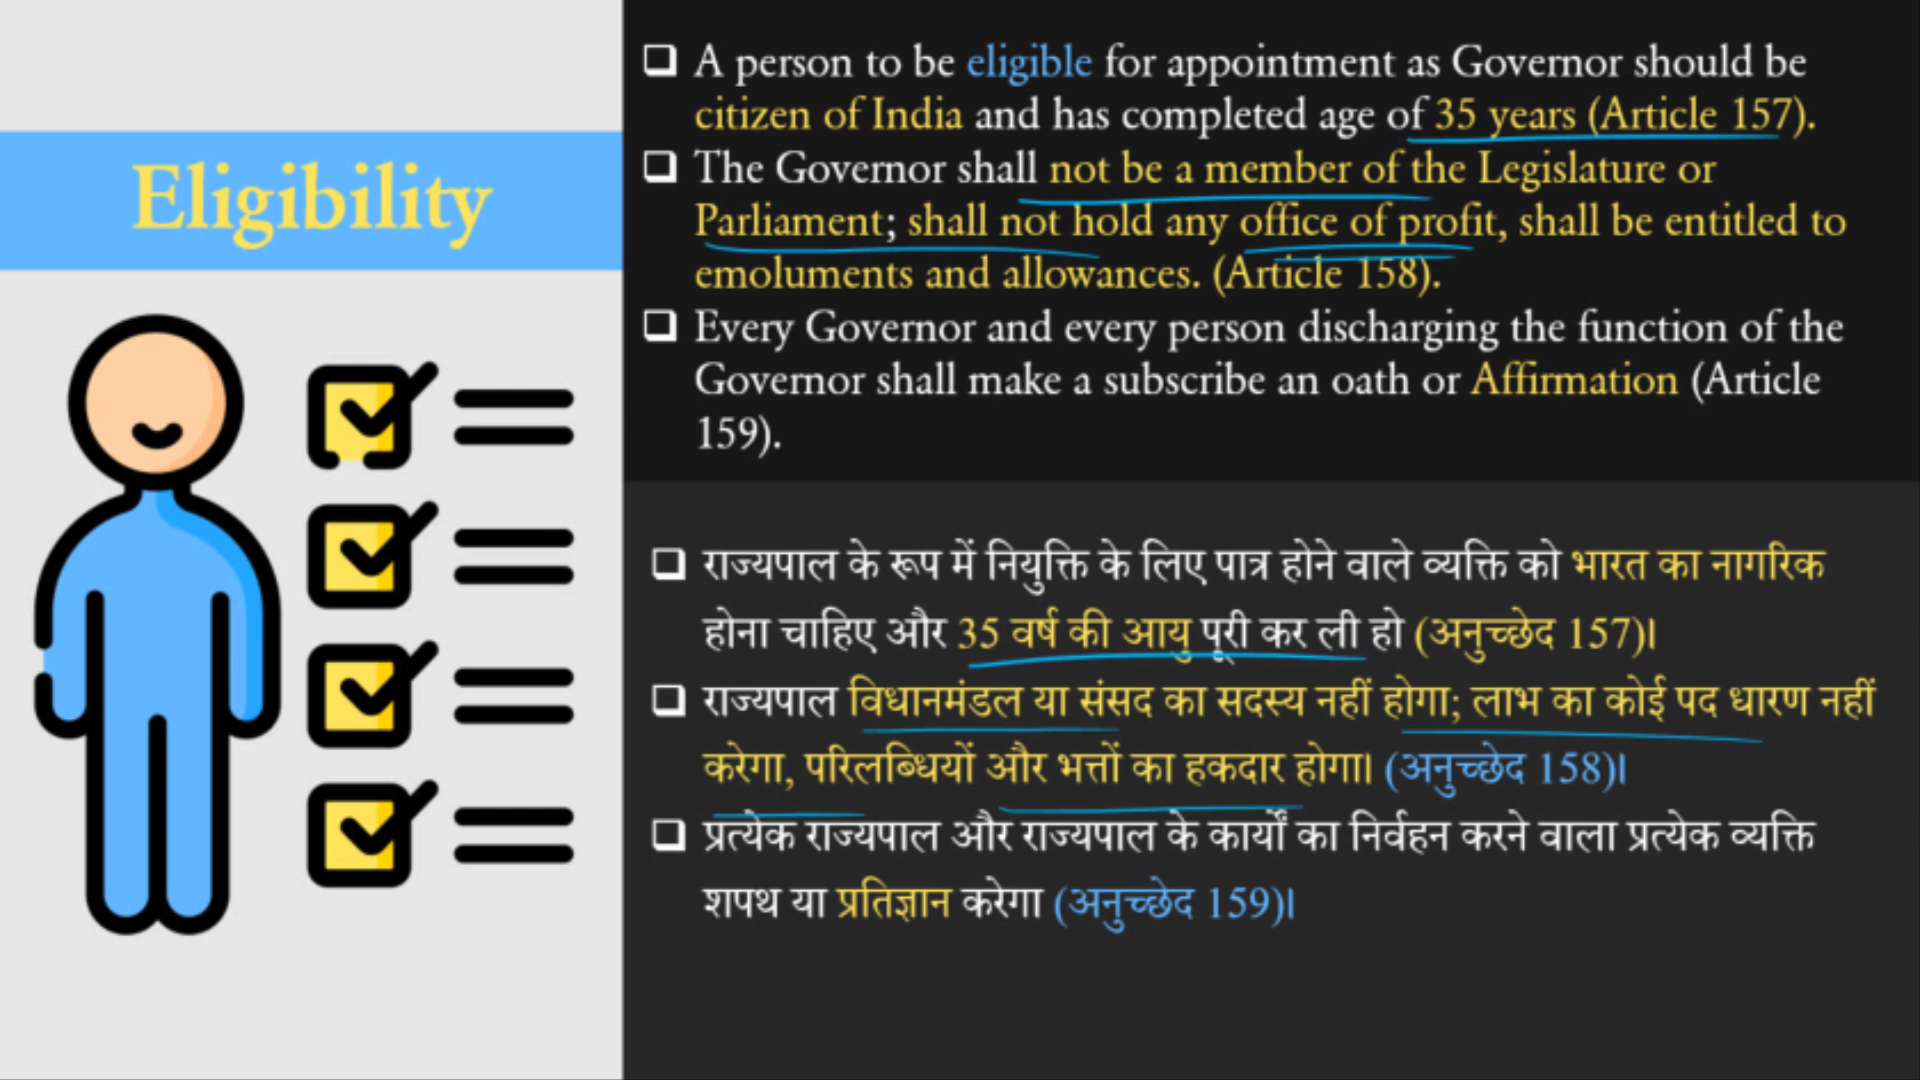 Eligibility
❑ A person to be eligible for appointment as Governor should be
citizen of India and has completed age of 35 years (Article 157).
❑ The Governor shall not be a member of the Legislature or
Parliament; shall not hold any office of profit, shall be entitled to
emoluments and allowances. (Article 158).
❑ Every Governor and every person discharging the function of the
Governor shall make a subscribe an oath or Affirmation (Article
159).
❑ राज्यपाल के रूप में नियुक्ति के लिए पात्र होने वाले व्यक्ति को भारत का नागरिक
होना चाहिए और 35 वर्ष की आयु पूरी कर ली हो (अनुच्छेद 157)।
❑ राज्यपाल विधानमंडल या संसद का सदस्य नहीं होगा; लाभ का कोई पद धारण नहीं
करेगा, परिलब्धियों और भत्तों का हकदार होगा। (अनुच्छेद 158)।
❑ प्रत्येक राज्यपाल और राज्यपाल के कार्यों का निर्वहन करने वाला प्रत्येक व्यक्ति
शपथ या प्रतिज्ञान करेगा (अनुच्छेद 159)।